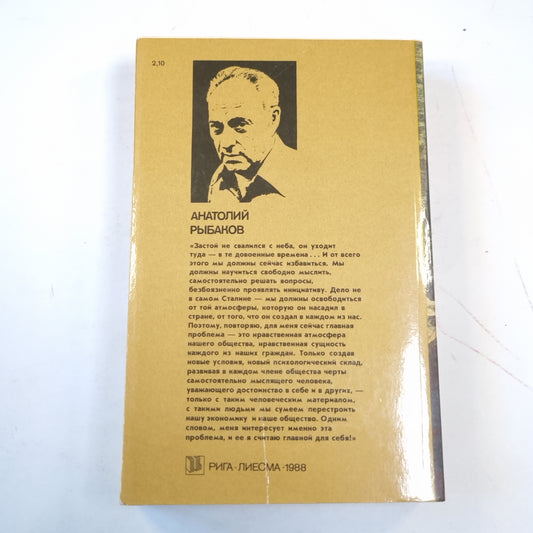 2,10
АНАТОЛИЙ
РЫБАКОВ
«Застой не свалился с неба, он уходит
туда — в те довоенные времена... И от всего
этого мы должны сейчас избавиться. Мы
должны научиться свободно мыслить,
самостоятельно решать вопросы,
безбоязненно проявлять инициативу. Дело не
в самом Сталине — мы должны освободиться
от той атмосферы, которую он насадил в
стране, от того, что он создал в каждом из нас.
Поэтому, повторяю, для меня сейчас главная
проблема — это нравственная атмосфера
нашего общества, нравственная сущность
каждого из наших граждан. Только создав
новые условия, новый психологический склад,
развивая в каждом члене общества черты
самостоятельно мыслящего человека,
уважающего достоинство в себе и в других, —
только с таким человеческим материалом,
с такими людьми мы сумеем перестроить
нашу экономику и наше общество. Одним
словом, меня интересует именно эта
проблема, и ее я считаю главной для себя!»
РИГА · ЛИЕСМА · 1988